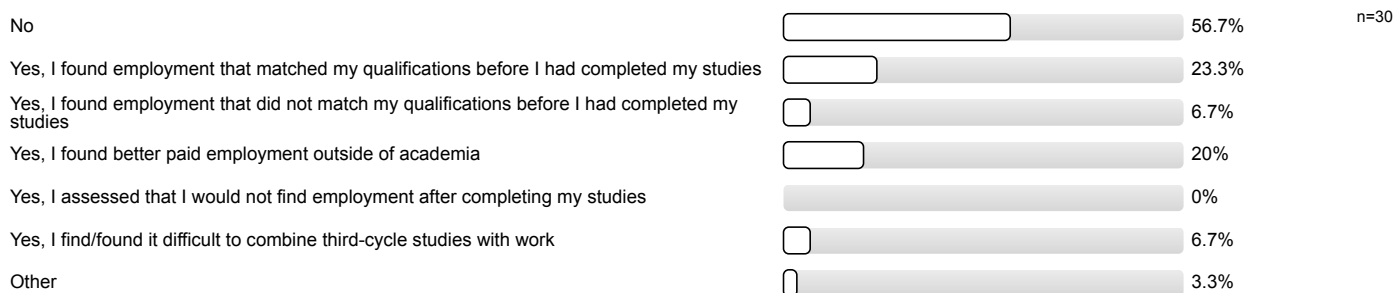 No 56.7% n=30
Yes, I found employment that matched my qualifications before I had completed my studies 23.3%
Yes, I found employment that did not match my qualifications before I had completed my
studies 6.7%
Yes, I found better paid employment outside of academia 20%
Yes, I assessed that I would not find employment after completing my studies 0%
Yes, I find/found it difficult to combine third-cycle studies with work 6.7%
Other 3.3%